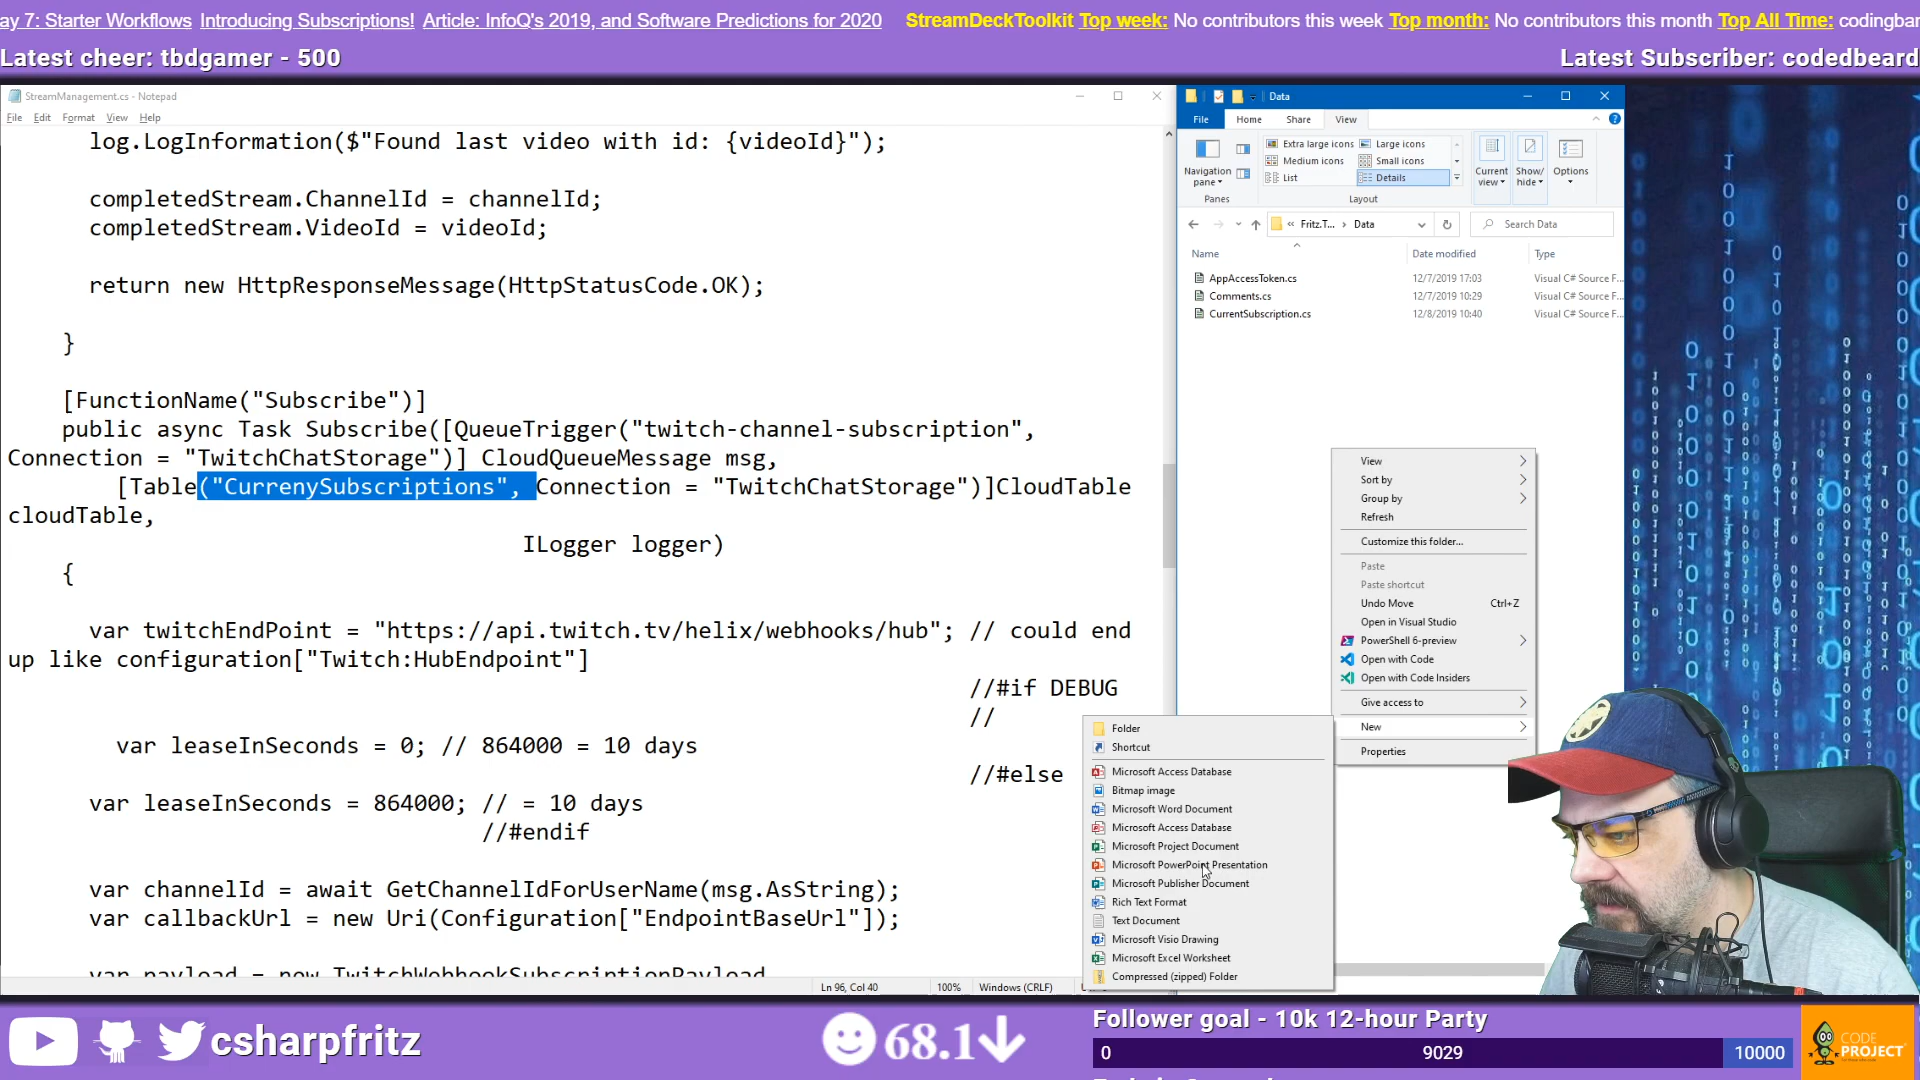 ay 7: Starter Workflows Introducing Subscriptions! Article: InfoQ's 2019, and Software Predictions for 2020 StreamDeckToolkit Top week: No contributors this week Top month: No contributors this month Top All Time: codingban
Latest cheer: tbdgamer - 500
Latest Subscriber: codedbeard
StreamManagement.cs - Notepad
File Edit Format View Help
log.LogInformation($"Found last video with id: {videoId}");
completedStream.ChannelId = channelId;
completedStream.VideoId = videoId;
return new HttpResponseMessage(HttpStatusCode.OK);
}
[FunctionName("Subscribe")]
public async Task Subscribe([QueueTrigger("twitch-channel-subscription",
Connection = "TwitchChatStorage")] CloudQueueMessage msg,
[Table("CurrenySubscriptions", Connection = "TwitchChatStorage")]CloudTable
cloudTable,
ILogger logger)
{
var twitchEndPoint = "https://api.twitch.tv/helix/webhooks/hub"; // could end
up like configuration["Twitch:HubEndpoint"]
//#if DEBUG
//
var leaseInSeconds = 0; // 864000 = 10 days
//#else
var leaseInSeconds = 864000; // = 10 days
//#endif
var channelId = await GetChannelIdForUserName(msg.AsString);
var callbackUrl = new Uri(Configuration["EndpointBaseUrl"]);
var payload = new TwitchWebhookSubscriptionPayload
Ln 96, Col 40 100% Windows (CRLF)
Data
File Home Share View
Navigation pane
Extra large icons Large icons
Medium icons Small icons
List Details
Current view
Show/ hide
Options
Panes Layout
« Fritz.T... › Data
Search Data
Name Date modified Type
AppAccessToken.cs 12/7/2019 17:03 Visual C# Source F...
Comments.cs 12/7/2019 10:29 Visual C# Source F...
CurrentSubscription.cs 12/8/2019 10:40 Visual C# Source F...
View
Sort by
Group by
Refresh
Customize this folder...
Paste
Paste shortcut
Undo Move Ctrl+Z
Open in Visual Studio
PowerShell 6-preview
Open with Code
Open with Code Insiders
Give access to
New
Properties
Folder
Shortcut
Microsoft Access Database
Bitmap image
Microsoft Word Document
Microsoft Access Database
Microsoft Project Document
Microsoft PowerPoint Presentation
Microsoft Publisher Document
Rich Text Format
Text Document
Microsoft Visio Drawing
Microsoft Excel Worksheet
Compressed (zipped) Folder
csharpfritz
68.1
Follower goal - 10k 12-hour Party
0 9029 10000
CODE
PROJECT